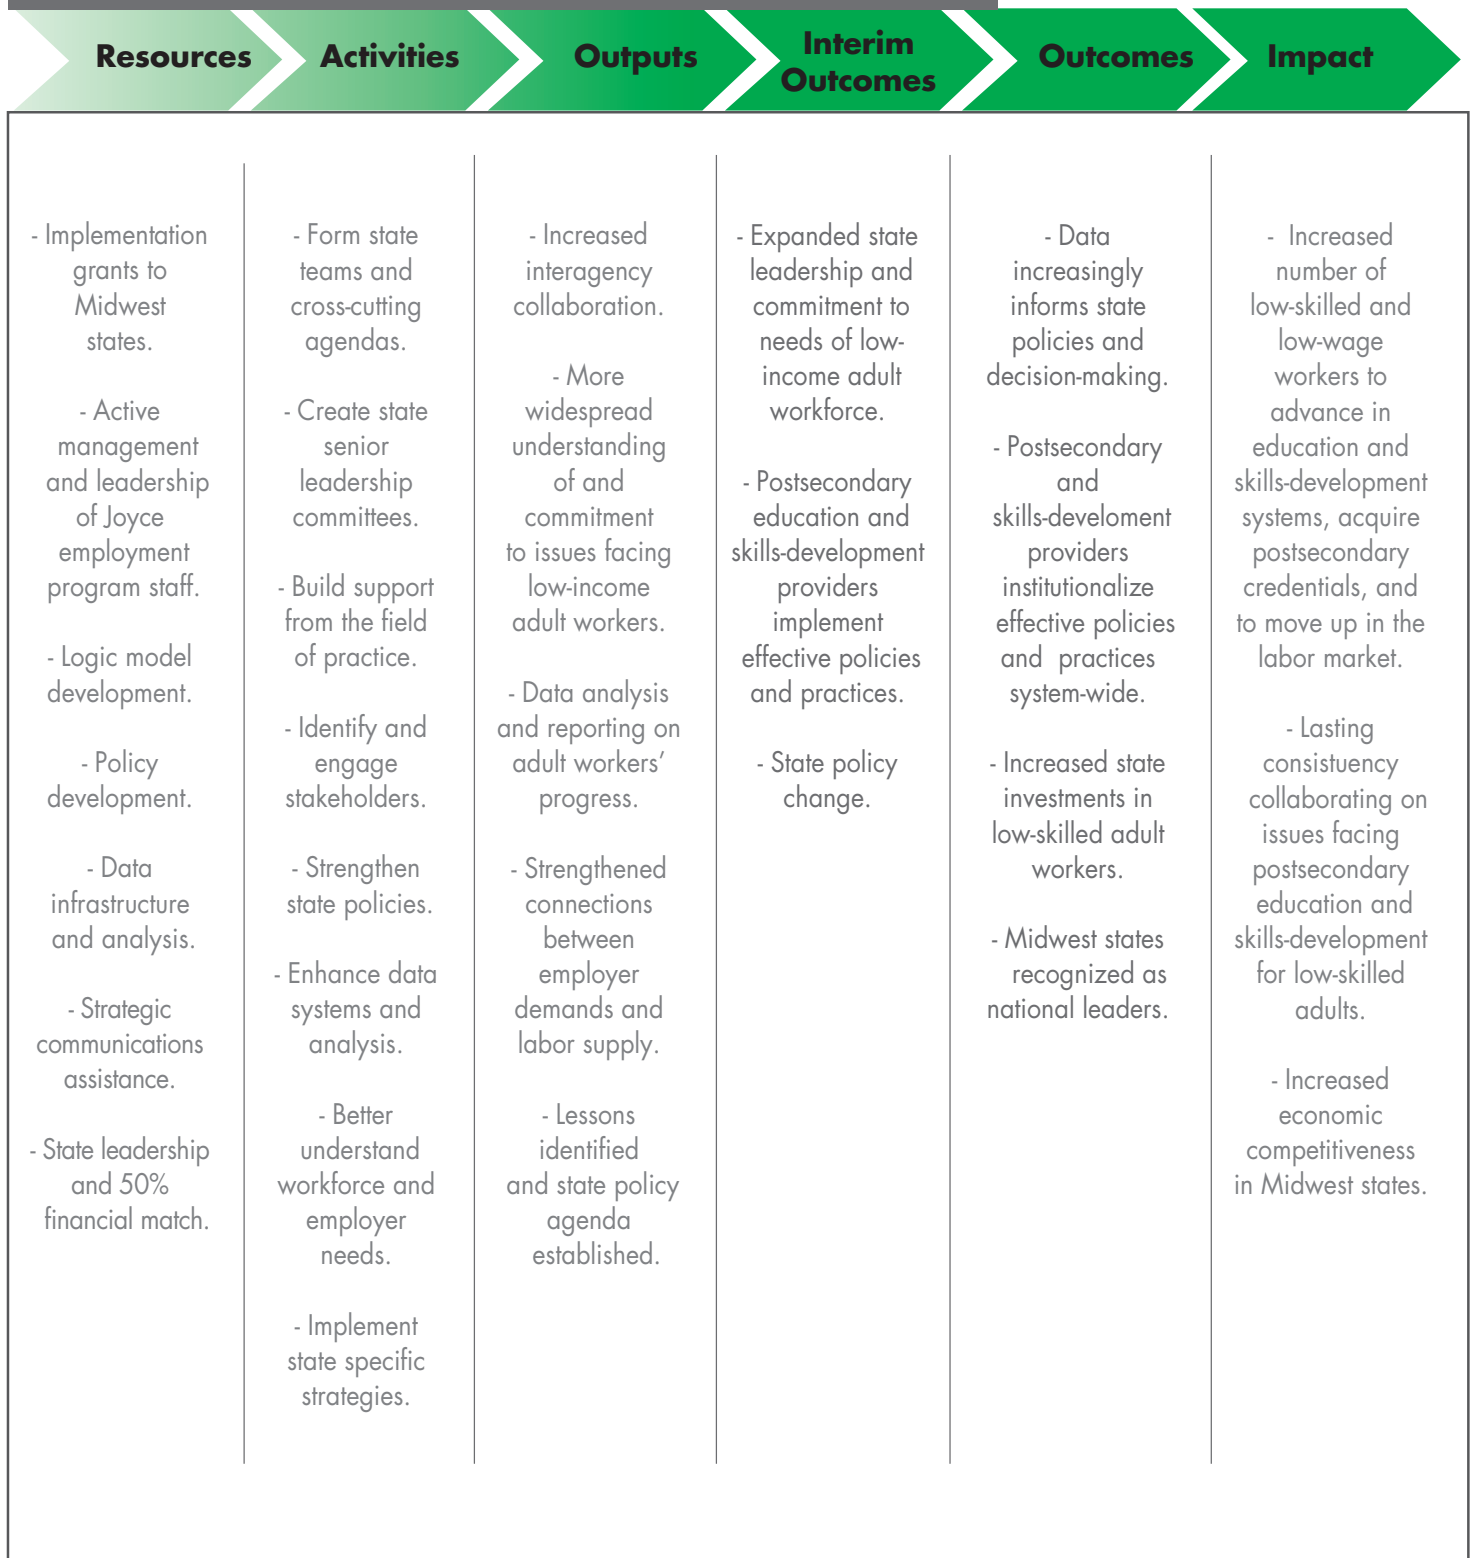 Resources
Activities
Outputs
Interim
Outcomes
Outcomes
Impact
- Implementation
grants to
Midwest
states.
- Active
management
and leadership
of Joyce
employment
program staff.
- Logic model
development.
- Policy
development.
- Data
infrastructure
and analysis.
- Strategic
communications
assistance.
- State leadership
and 50%
financial match.
- Form state
teams and
cross-cutting
agendas.
- Create state
senior
leadership
committees.
- Build support
from the field
of practice.
- Identify and
engage
stakeholders.
- Strengthen
state policies.
- Enhance data
systems and
analysis.
- Better
understand
workforce and
employer
needs.
- Implement
state specific
strategies.
- Increased
interagency
collaboration.
- More
widespread
understanding
of and
commitment
to issues facing
low-income
adult workers.
- Data analysis
and reporting on
adult workers’
progress.
- Strengthened
connections
between
employer
demands and
labor supply.
- Lessons
identified
and state policy
agenda
established.
- Expanded state
leadership and
commitment to
needs of low-
income adult
workforce.
- Postsecondary
education and
skills-development
providers
implement
effective policies
and practices.
- State policy
change.
- Data
increasingly
informs state
policies and
decision-making.
- Postsecondary
and
skills-develoment
providers
institutionalize
effective policies
and practices
system-wide.
- Increased state
investments in
low-skilled adult
workers.
- Midwest states
recognized as
national leaders.
- Increased
number of
low-skilled and
low-wage
workers to
advance in
education and
skills-development
systems, acquire
postsecondary
credentials, and
to move up in the
labor market.
- Lasting
consistuency
collaborating on
issues facing
postsecondary
education and
skills-development
for low-skilled
adults.
- Increased
economic
competitiveness
in Midwest states.